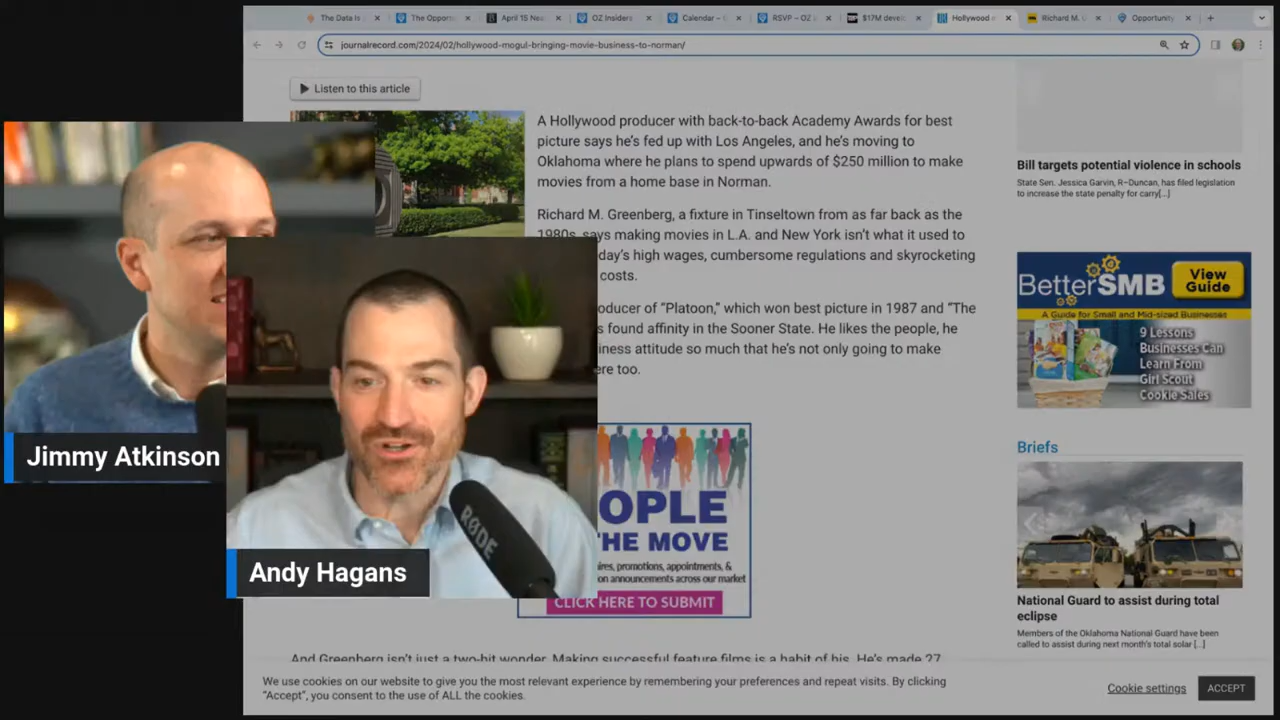 The Data Is
The Opportu
April 15 Nea
OZ Insiders
Calendar –
RSVP – OZ I
$17M develo
Hollywood m
Richard M. G
Opportunity
journalrecord.com/2024/02/hollywood-mogul-bringing-movie-business-to-norman/
Listen to this article
A Hollywood producer with back-to-back Academy Awards for best
picture says he’s fed up with Los Angeles, and he’s moving to
Oklahoma where he plans to spend upwards of $250 million to make
movies from a home base in Norman.
Richard M. Greenberg, a fixture in Tinseltown from as far back as the
1980s, says making movies in L.A. and New York isn’t what it used to
day’s high wages, cumbersome regulations and skyrocketing
costs.
oducer of “Platoon,” which won best picture in 1987 and “The
s found affinity in the Sooner State. He likes the people, he
iness attitude so much that he’s not only going to make
ere too.
OPLE
HE MOVE
ires, promotions, appointments, &
on announcements across our market
CLICK HERE TO SUBMIT
And Greenberg isn’t just a two-hit wonder. Making successful feature films is a habit of his. He’s made 27
Bill targets potential violence in schools
State Sen. Jessica Garvin, R–Duncan, has filed legislation
to increase the state penalty for carry[...]
BetterSMB
View
Guide
A Guide for Small and Mid-sized Businesses
9 Lessons
Businesses Can
Learn From
Girl Scout
Cookie Sales
Briefs
National Guard to assist during total
eclipse
Members of the Oklahoma National Guard have been
called to assist during next month’s total solar [...]
We use cookies on our website to give you the most relevant experience by remembering your preferences and repeat visits. By clicking
“Accept”, you consent to the use of ALL the cookies.
Cookie settings
ACCEPT
Jimmy Atkinson
Andy Hagans
RØDE